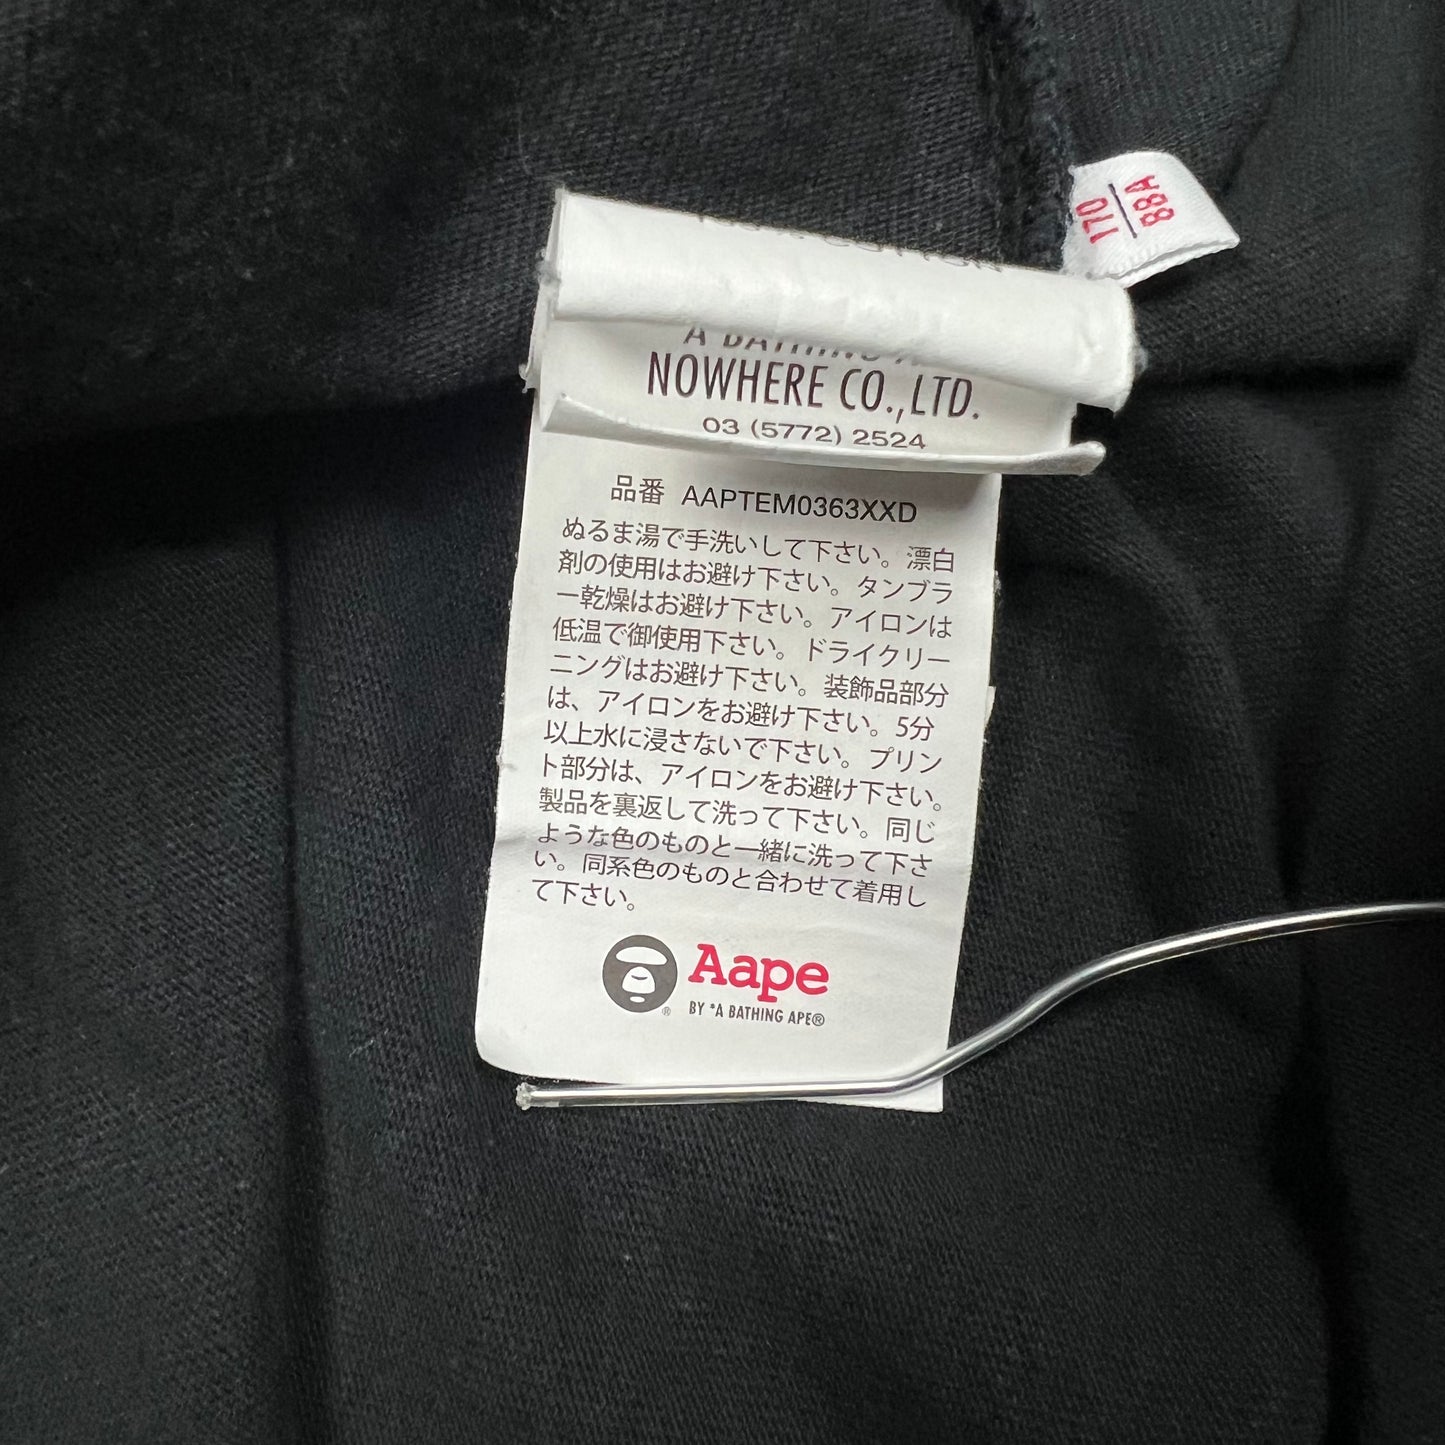 170
88A
NOWHERE CO.,LTD.
03 (5772) 2524
品番 AAPTEM0363XXD
ぬるま湯で手洗いして下さい。漂白
剤の使用はお避け下さい。タンブラ
ー乾燥はお避け下さい。アイロンは
低温で御使用下さい。ドライクリー
ニングはお避け下さい。装飾品部分
は、アイロンをお避け下さい。5分
以上水に浸さないで下さい。プリン
ト部分は、アイロンをお避け下さい。
製品を裏返して洗って下さい。同じ
ような色のものと一緒に洗って下さ
い。同系色のものと合わせて着用し
て下さい。
Aape
® BY *A BATHING APE®